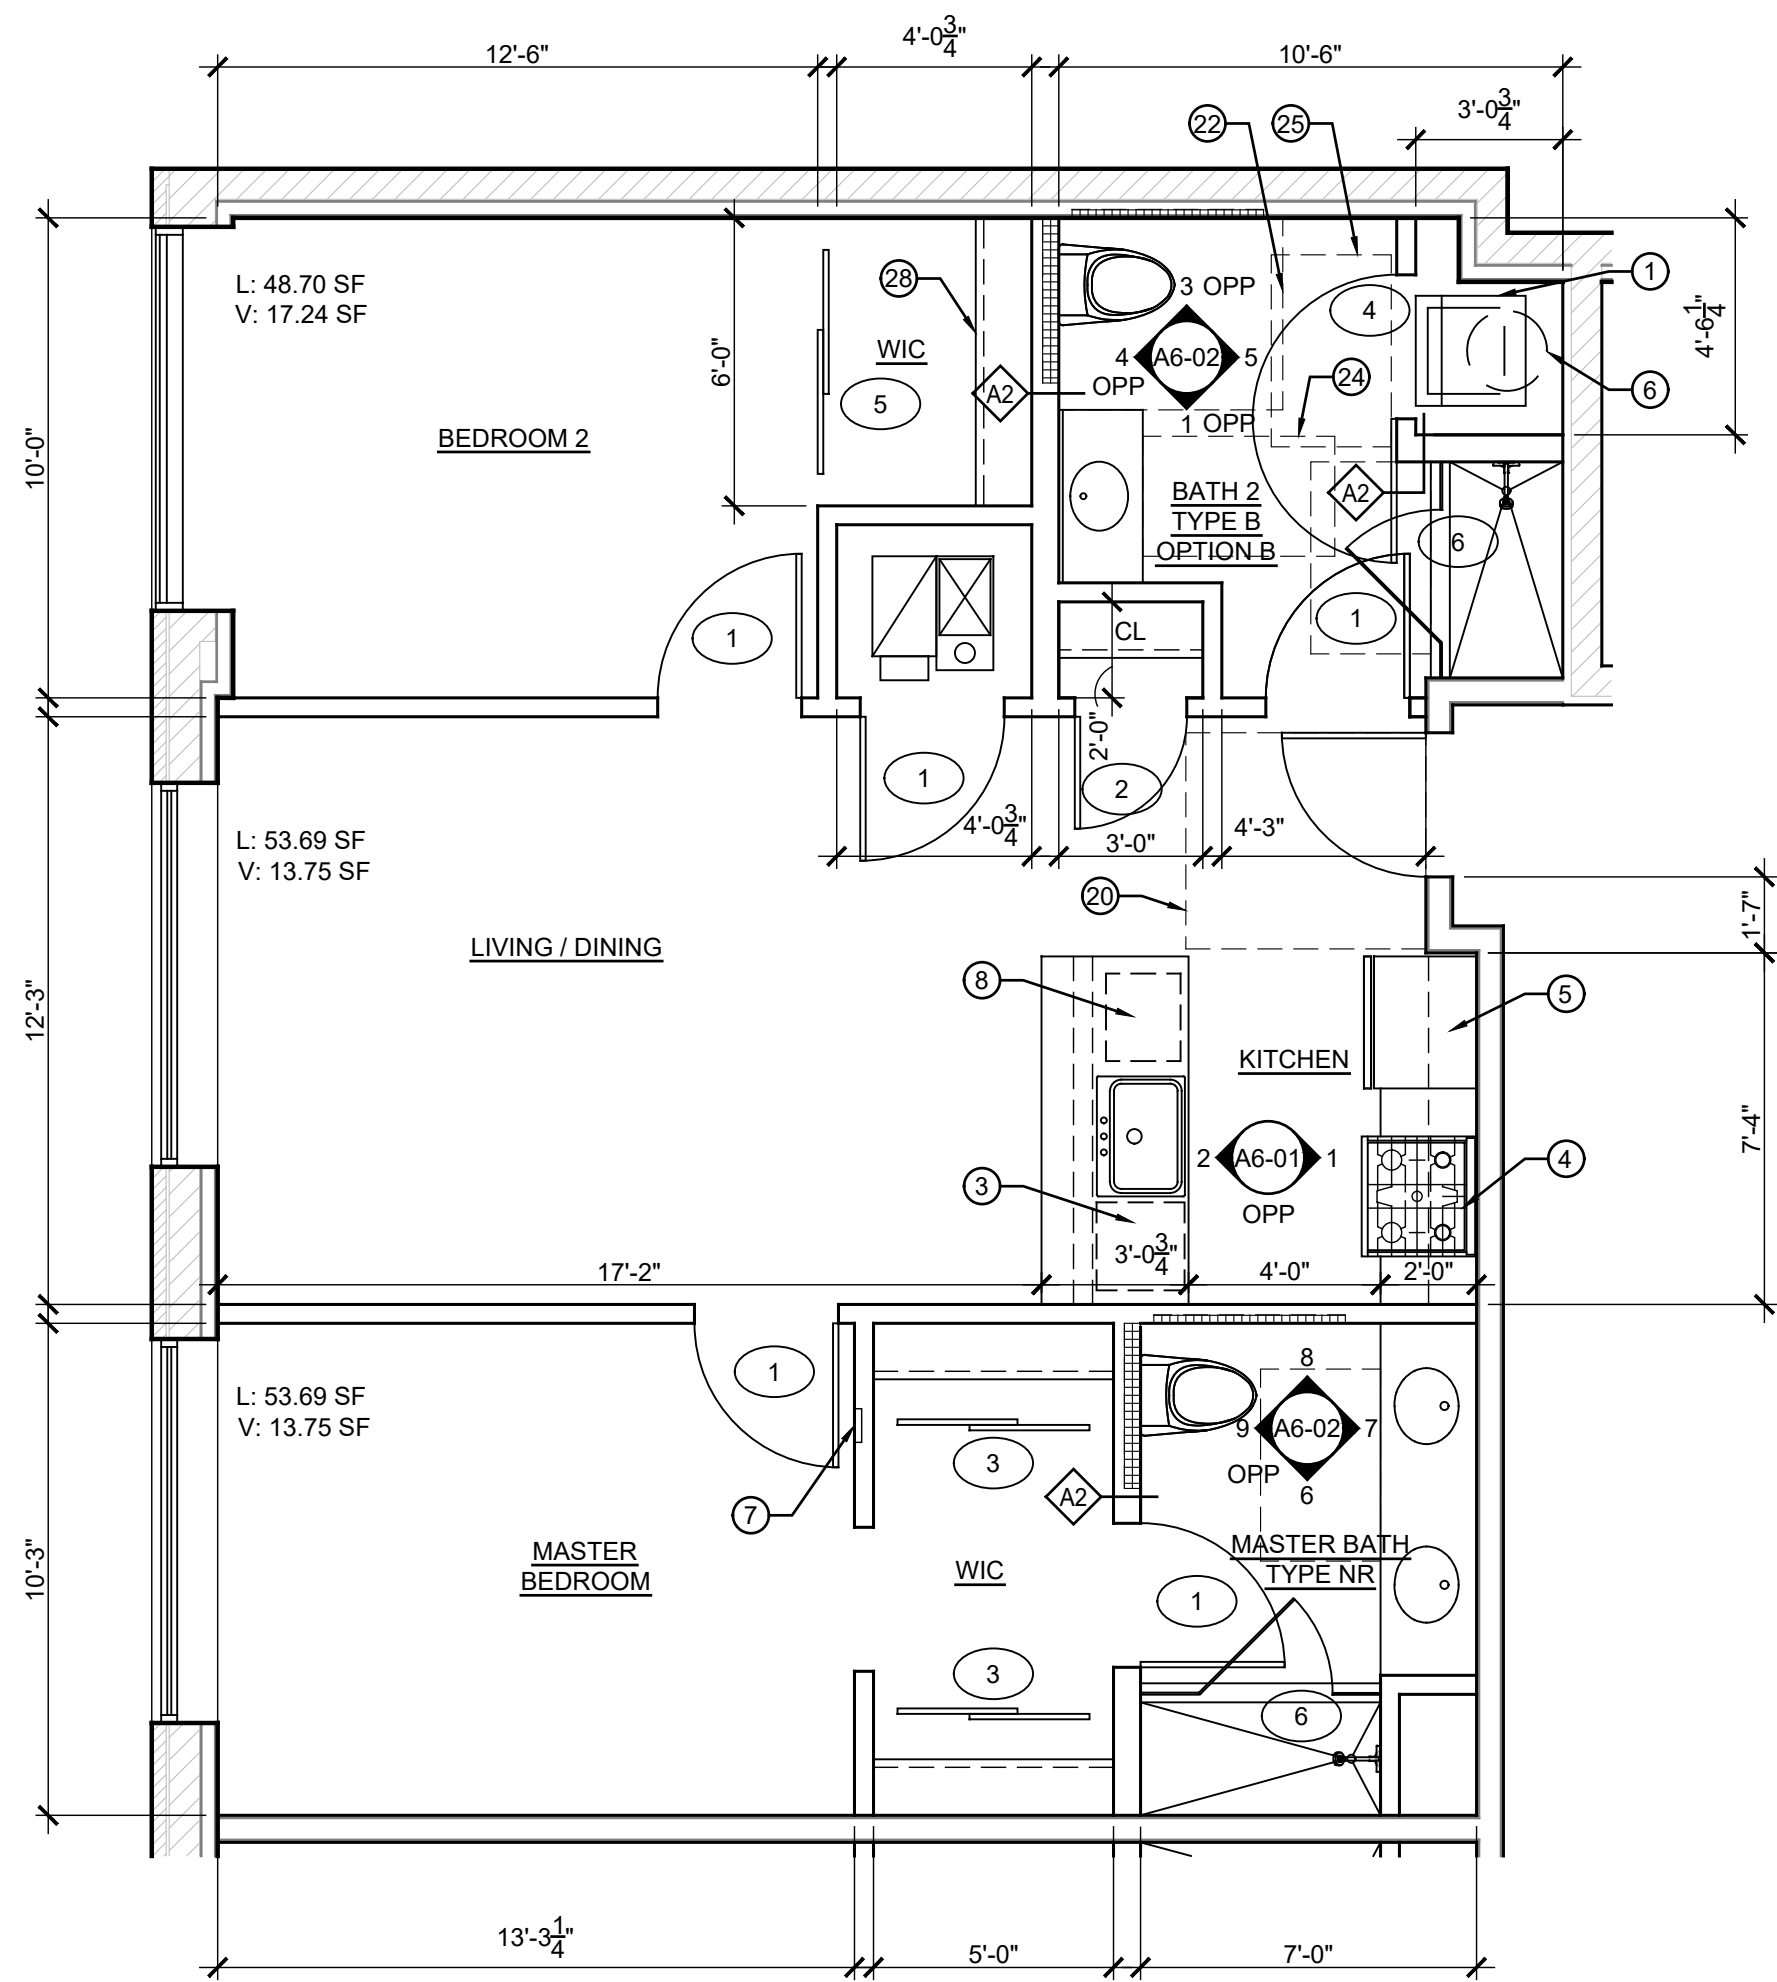 12'-6"
4'-0 3/4"
10'-6"
3'-0 3/4"
22
25
L: 48.70 SF
V: 17.24 SF
28
3 OPP
4
1
4'-6 1/4"
6'-0"
WIC
4 A6-02 5
OPP
24
6
5
A2
1 OPP
10'-0"
BEDROOM 2
BATH 2
TYPE B
OPTION B
A2
6
1
CL
1
2'-0"
1
2
4'-0 3/4"
3'-0"
4'-3"
L: 53.69 SF
V: 13.75 SF
20
1'-7"
LIVING / DINING
8
5
12'-3"
KITCHEN
7'-4"
2 A6-01 1
OPP
4
3
3'-0 3/4"
17'-2"
4'-0"
2'-0"
1
8
L: 53.69 SF
V: 13.75 SF
9 A6-02 7
OPP
6
3
A2
7
10'-3"
MASTER
BEDROOM
WIC
MASTER BATH
TYPE NR
1
3
6
13'-3 1/4"
5'-0"
7'-0"